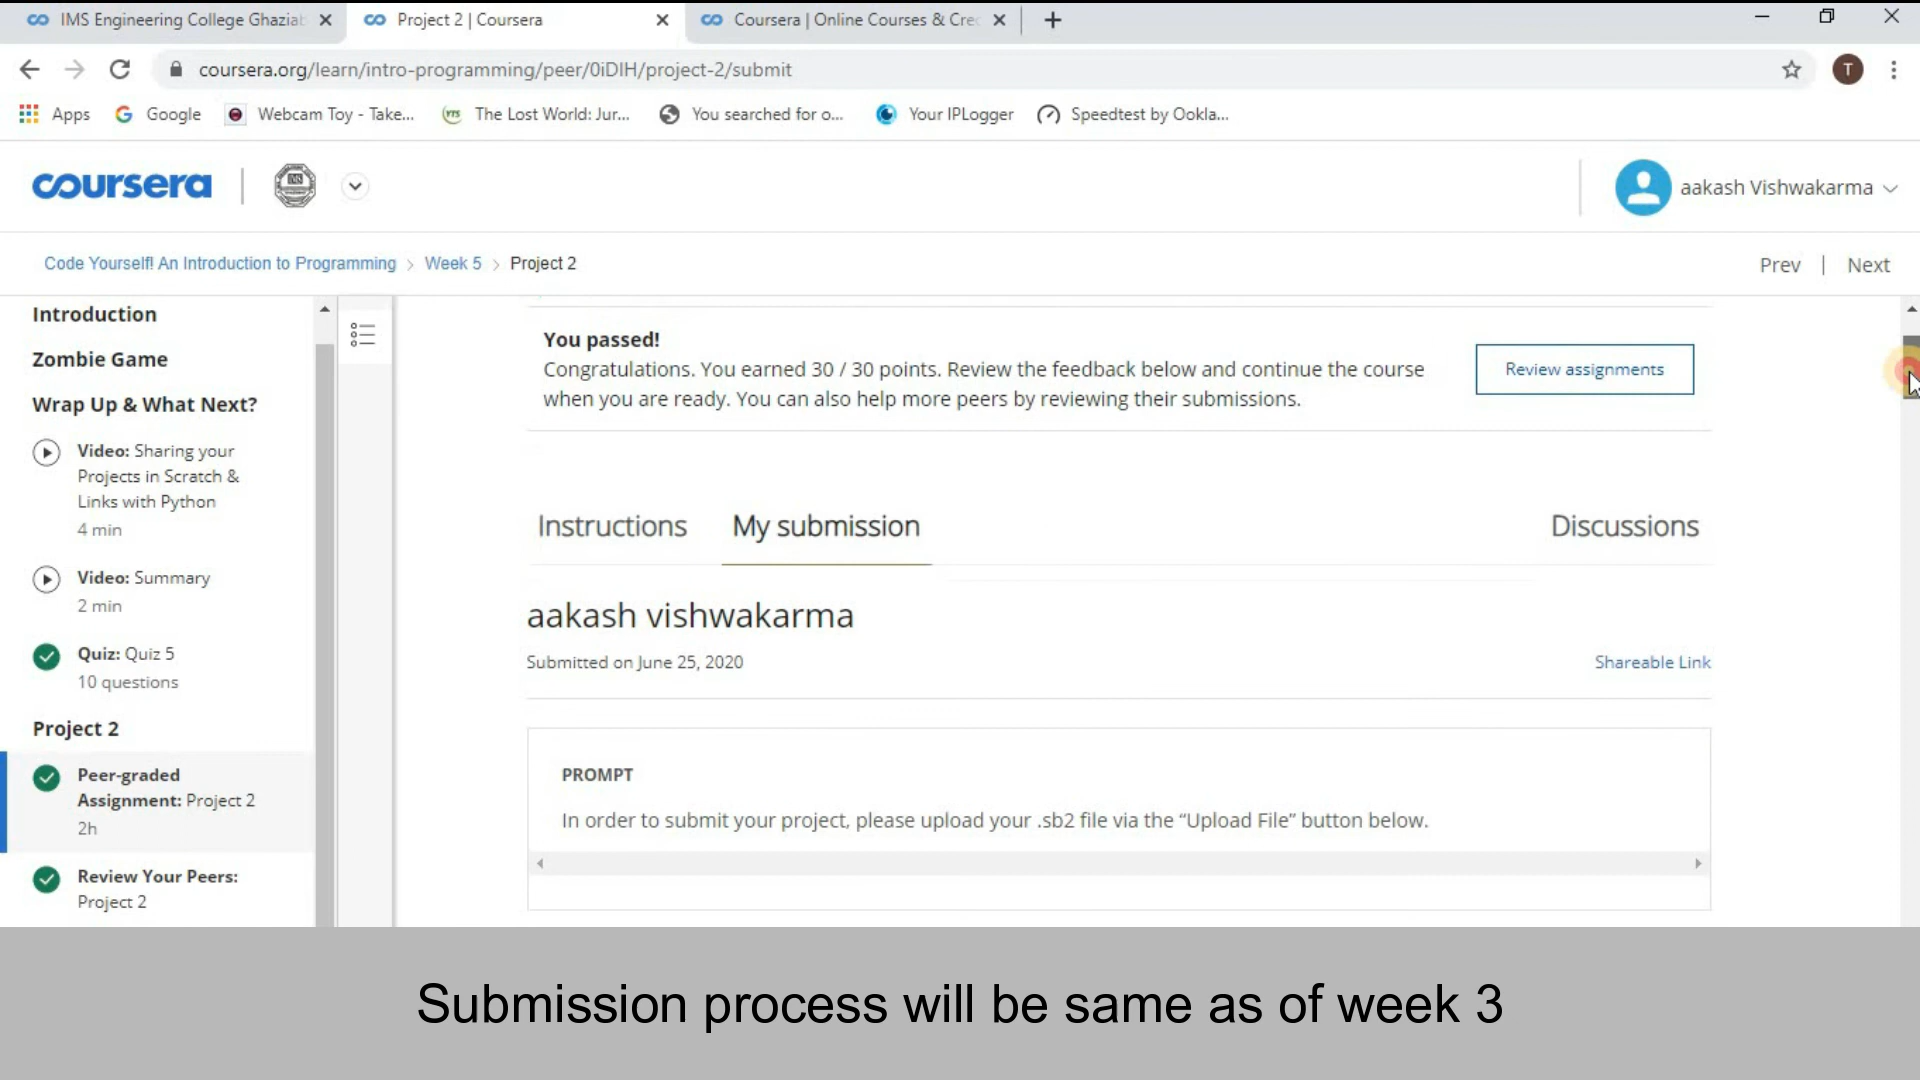 IMS Engineering College Ghaziab
Project 2 | Coursera
Coursera | Online Courses & Cre
coursera.org/learn/intro-programming/peer/0iDIH/project-2/submit
T
Apps
Google
Webcam Toy - Take...
The Lost World: Jur...
You searched for o...
Your IPLogger
Speedtest by Ookla...
coursera
aakash Vishwakarma
Code Yourself! An Introduction to Programming > Week 5 > Project 2
Prev | Next
Introduction
Zombie Game
Wrap Up & What Next?
Video: Sharing your
Projects in Scratch &
Links with Python
4 min
Video: Summary
2 min
Quiz: Quiz 5
10 questions
Project 2
Peer-graded
Assignment: Project 2
2h
Review Your Peers:
Project 2
You passed!
Congratulations. You earned 30 / 30 points. Review the feedback below and continue the course
when you are ready. You can also help more peers by reviewing their submissions.
Review assignments
Instructions
My submission
Discussions
aakash vishwakarma
Submitted on June 25, 2020
Shareable Link
PROMPT
In order to submit your project, please upload your .sb2 file via the “Upload File” button below.
Submission process will be same as of week 3